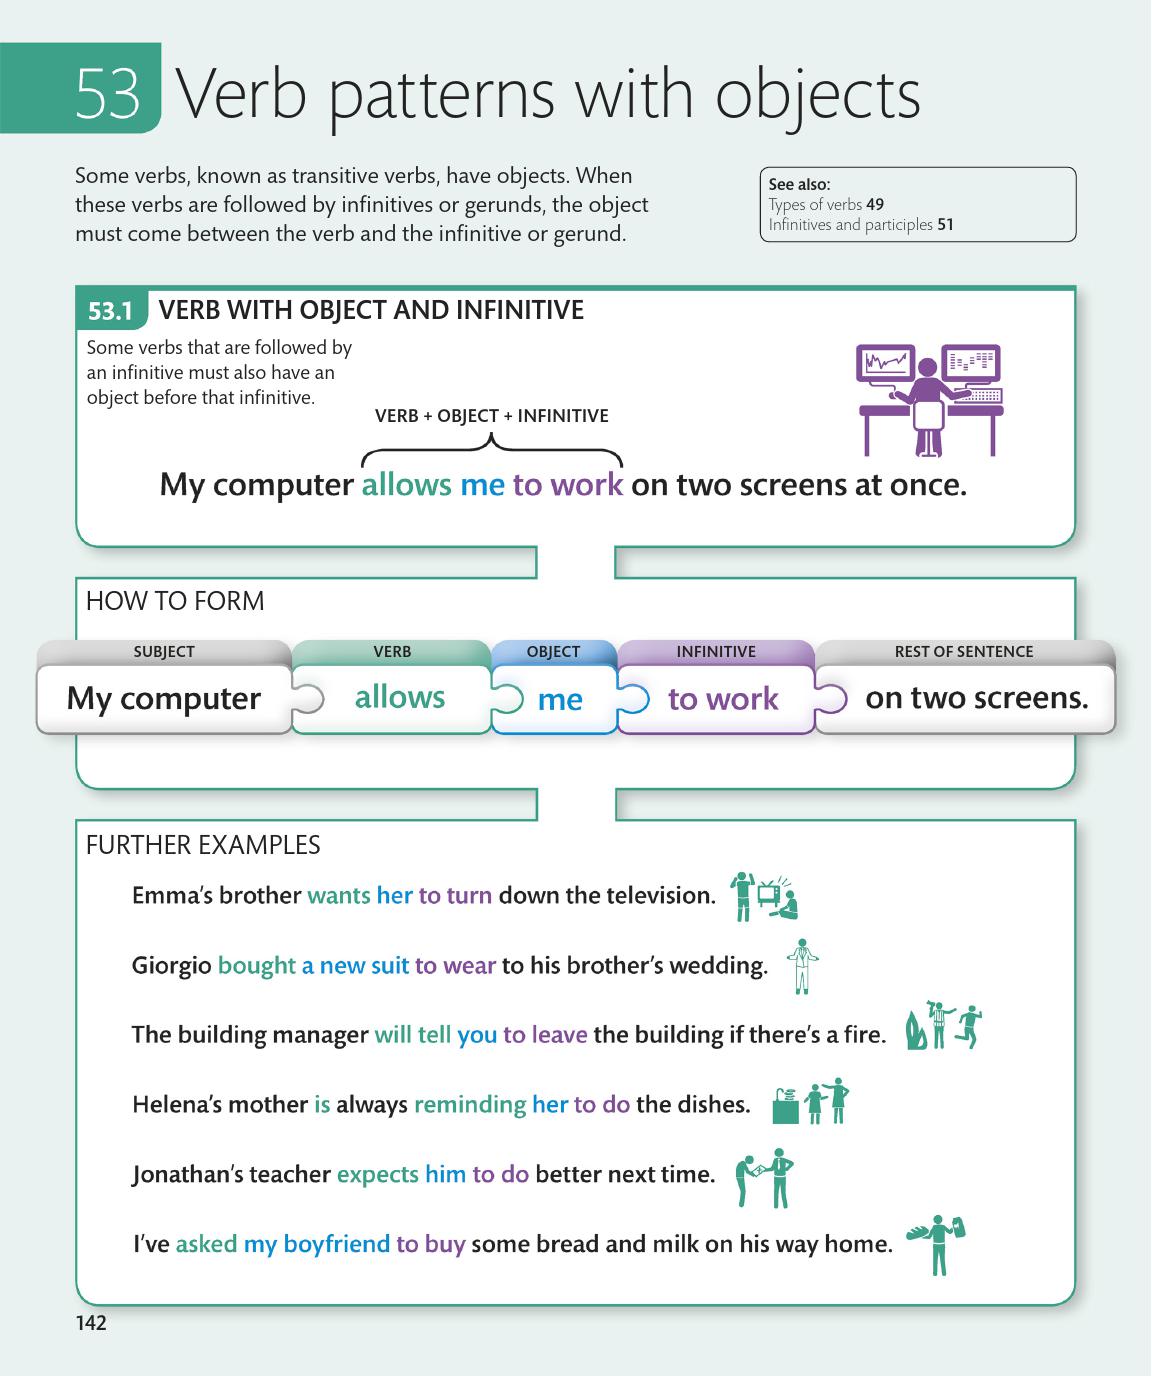 53 Verb patterns with objects
Some verbs, known as transitive verbs, have objects. When
these verbs are followed by infinitives or gerunds, the object
must come between the verb and the infinitive or gerund.
See also:
Types of verbs 49
Infinitives and participles 51
53.1 VERB WITH OBJECT AND INFINITIVE
Some verbs that are followed by
an infinitive must also have an
object before that infinitive.
VERB + OBJECT + INFINITIVE
My computer allows me to work on two screens at once.
HOW TO FORM
SUBJECT VERB OBJECT INFINITIVE REST OF SENTENCE
My computer allows me to work on two screens.
FURTHER EXAMPLES
Emma’s brother wants her to turn down the television.
Giorgio bought a new suit to wear to his brother’s wedding.
The building manager will tell you to leave the building if there’s a fire.
Helena’s mother is always reminding her to do the dishes.
Jonathan’s teacher expects him to do better next time.
I’ve asked my boyfriend to buy some bread and milk on his way home.
142